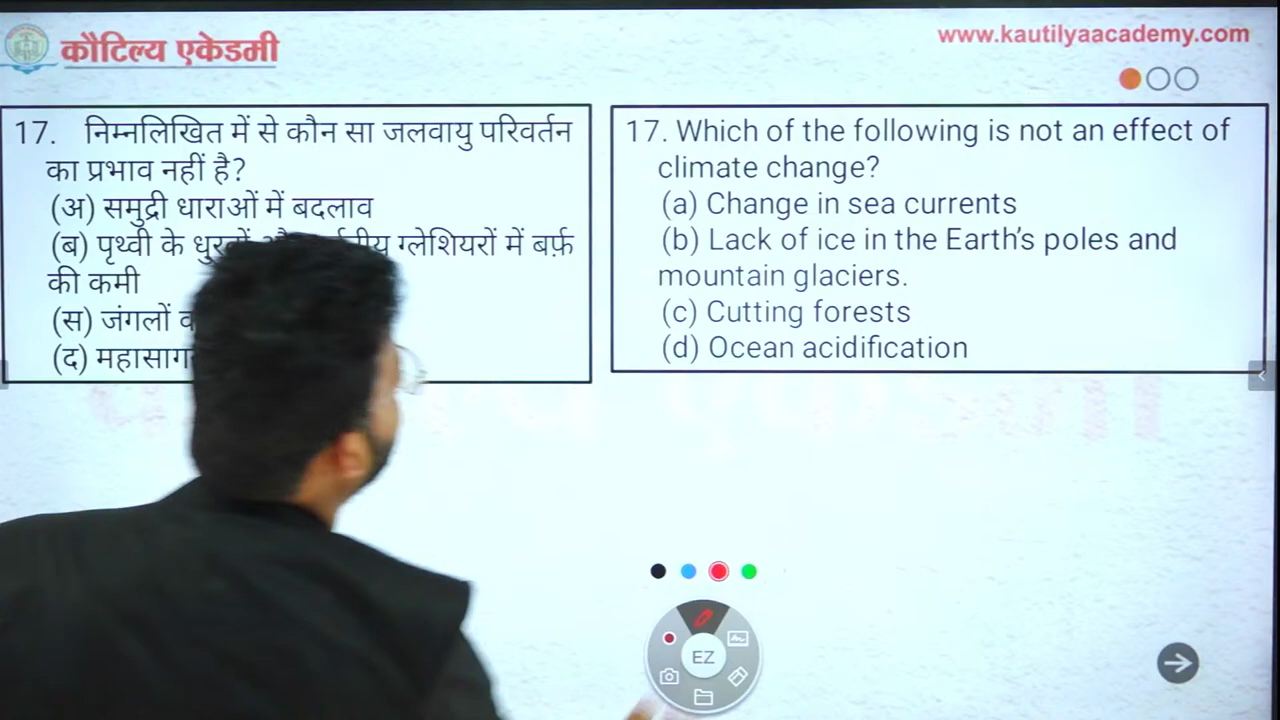 कौटिल्य एकेडमी
www.kautilyaacademy.com
17. निम्नलिखित में से कौन सा जलवायु परिवर्तन
का प्रभाव नहीं है?
(अ) समुद्री धाराओं में बदलाव
(ब) पृथ्वी के ग्लेशियरों में बर्फ़
की कमी
(स) जंगलों
(द)
17. Which of the following is not an effect of
climate change?
(a) Change in sea currents
(b) Lack of ice in the Earth's poles and
mountain glaciers.
(c) Cutting forests
(d) Ocean acidification
EZ